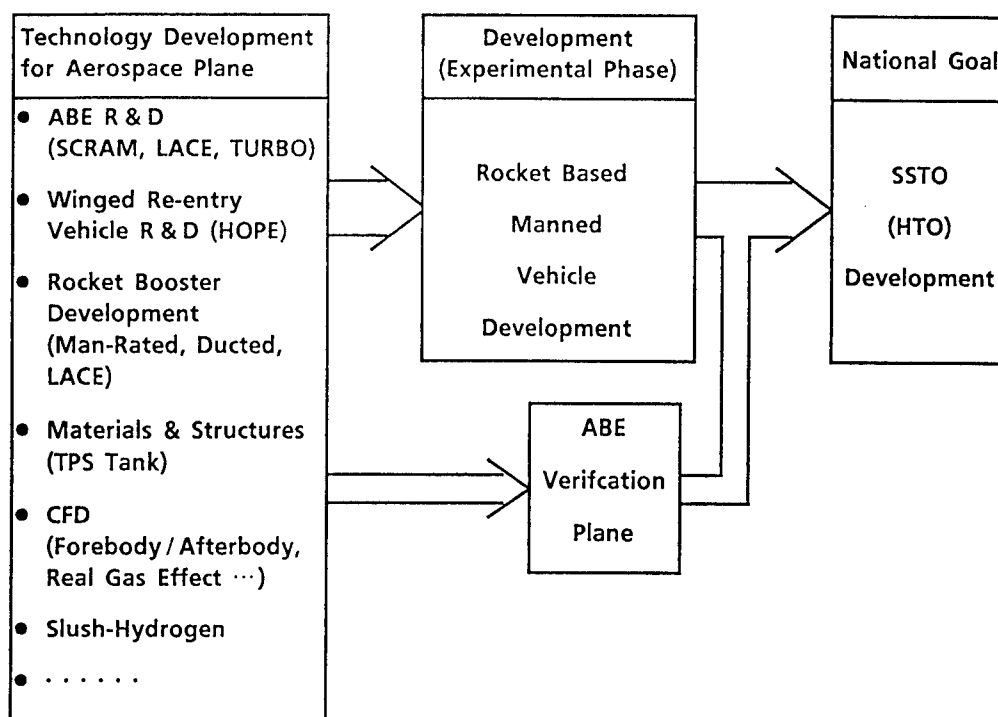 Technology Development
for Aerospace Plane
● ABE R & D
(SCRAM, LACE, TURBO)
● Winged Re-entry
Vehicle R & D (HOPE)
● Rocket Booster
Development
(Man-Rated, Ducted,
LACE)
● Materials & Structures
(TPS Tank)
● CFD
(Forebody / Afterbody,
Real Gas Effect ···)
● Slush-Hydrogen
● · · · · · ·
Development
(Experimental Phase)
Rocket Based
Manned
Vehicle
Development
ABE
Verifcation
Plane
National Goal
SSTO
(HTO)
Development